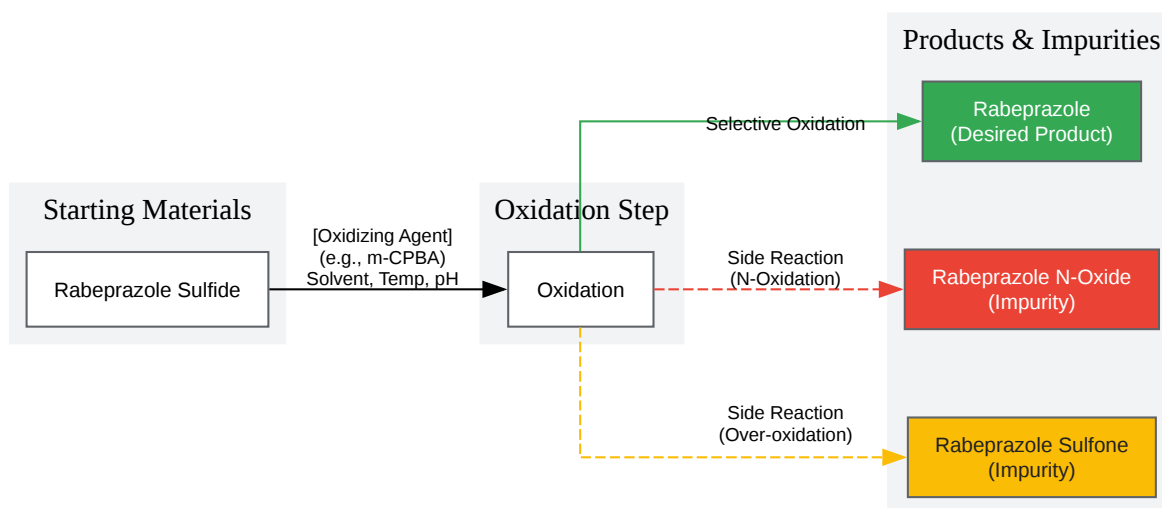 Products & Impurities
Rabeprazole
(Desired Product)
Selective Oxidation
Starting Materials
Oxidation Step
[Oxidizing Agent]
(e.g., m-CPBA)
Solvent, Temp, pH
Rabeprazole Sulfide
Oxidation
Side Reaction
(N-Oxidation)
Rabeprazole N-Oxide
(Impurity)
Side Reaction
(Over-oxidation)
Rabeprazole Sulfone
(Impurity)